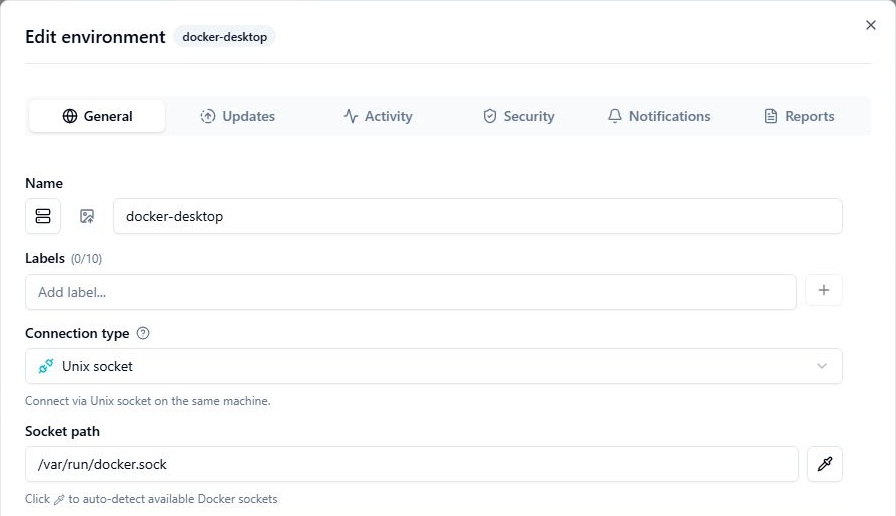 Edit environment docker-desktop
General Updates Activity Security Notifications Reports
Name
docker-desktop
Labels (0/10)
Add label...
Connection type
Unix socket
Connect via Unix socket on the same machine.
Socket path
/var/run/docker.sock
Click to auto-detect available Docker sockets